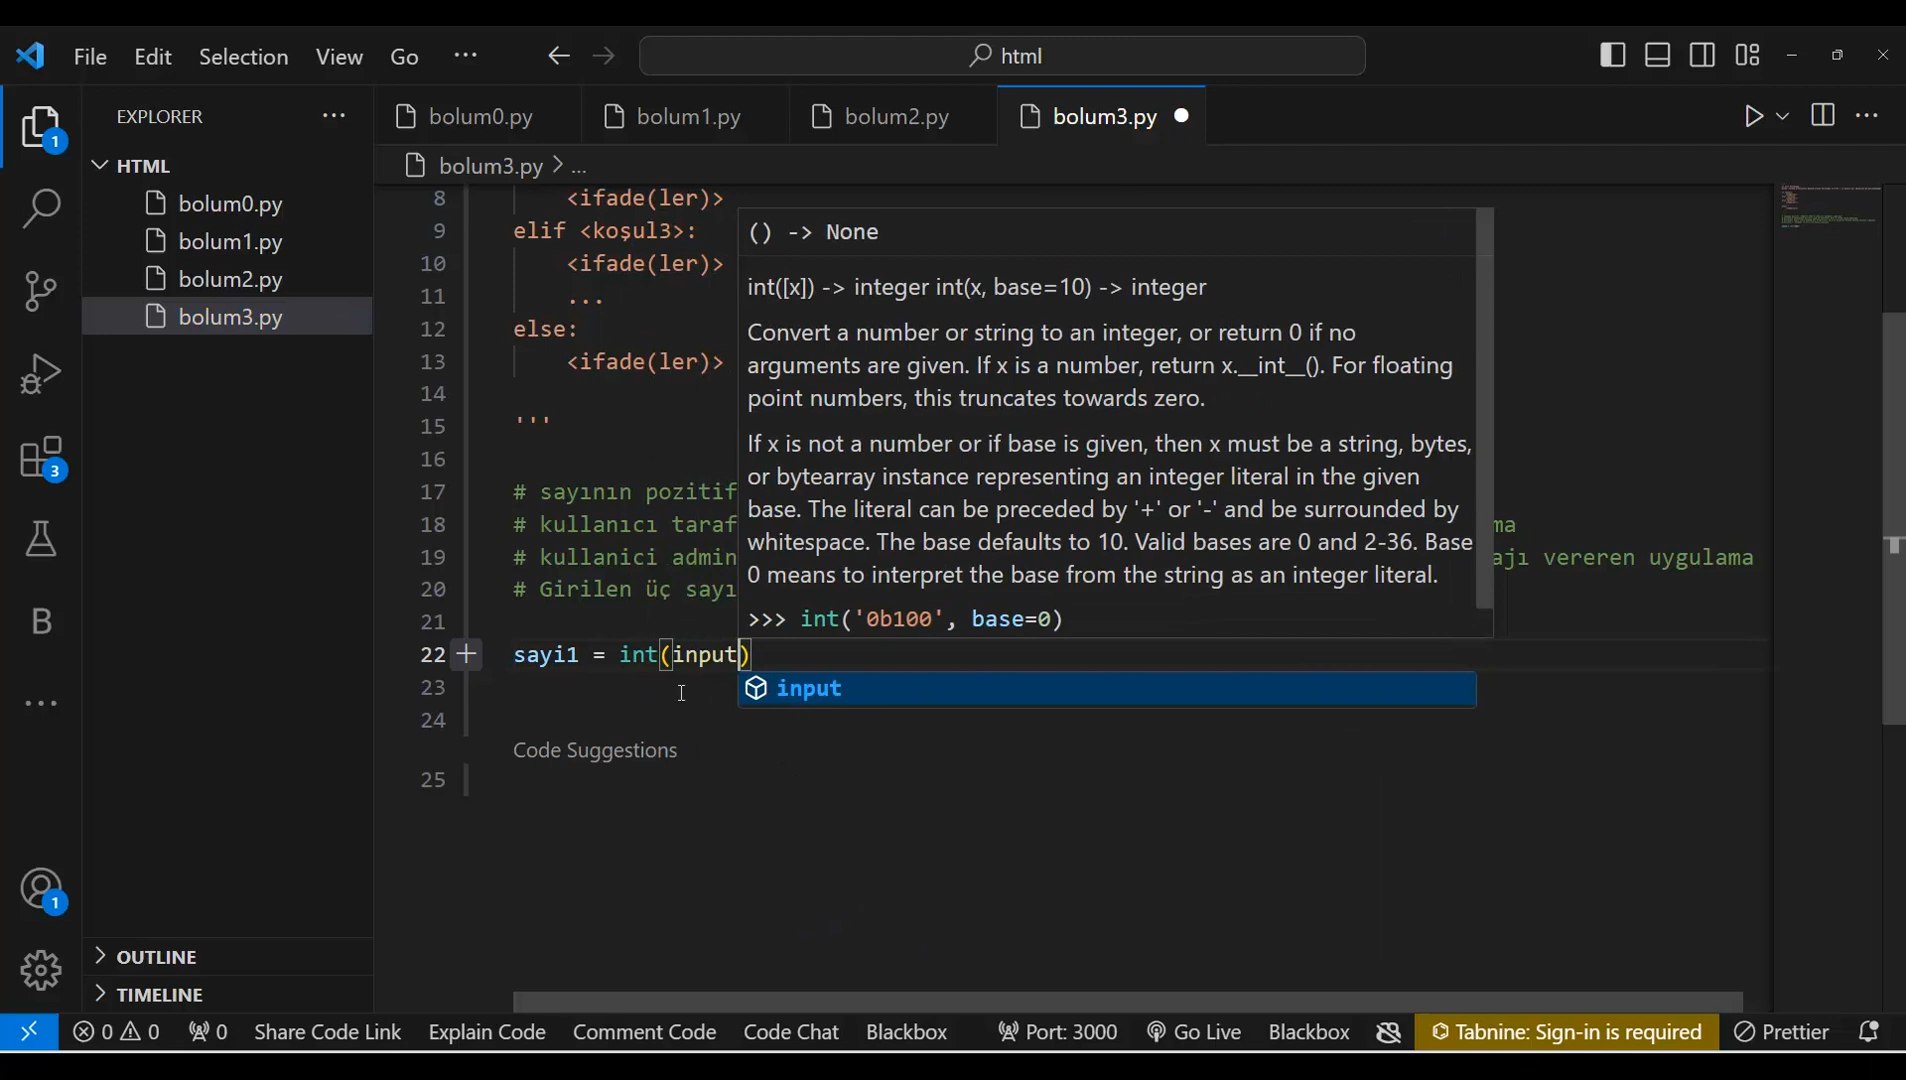 File Edit Selection View Go ...
html
EXPLORER ...
bolum0.py bolum1.py bolum2.py bolum3.py
1
HTML
bolum3.py > ...
bolum0.py
bolum1.py
bolum2.py
bolum3.py
8 <ifade(ler)>
9 elif <koşul3>:
10 <ifade(ler)>
11 ...
12 else:
13 <ifade(ler)>
14
15 '''
16
17 # sayının pozitif
18 # kullanıcı taraf
19 # kullanici admin ajı vereren uygulama
20 # Girilen üç sayı
21
22 sayi1 = int(input)
23
24
Code Suggestions
25
() -> None
int([x]) -> integer int(x, base=10) -> integer
Convert a number or string to an integer, or return 0 if no
arguments are given. If x is a number, return x.__int__(). For floating
point numbers, this truncates towards zero.
If x is not a number or if base is given, then x must be a string, bytes,
or bytearray instance representing an integer literal in the given
base. The literal can be preceded by '+' or '-' and be surrounded by
whitespace. The base defaults to 10. Valid bases are 0 and 2-36. Base
0 means to interpret the base from the string as an integer literal.
>>> int('0b100', base=0)
input
3
B
1
OUTLINE
TIMELINE
0 0 0 Share Code Link Explain Code Comment Code Code Chat Blackbox Port: 3000 Go Live Blackbox Tabnine: Sign-in is required Prettier